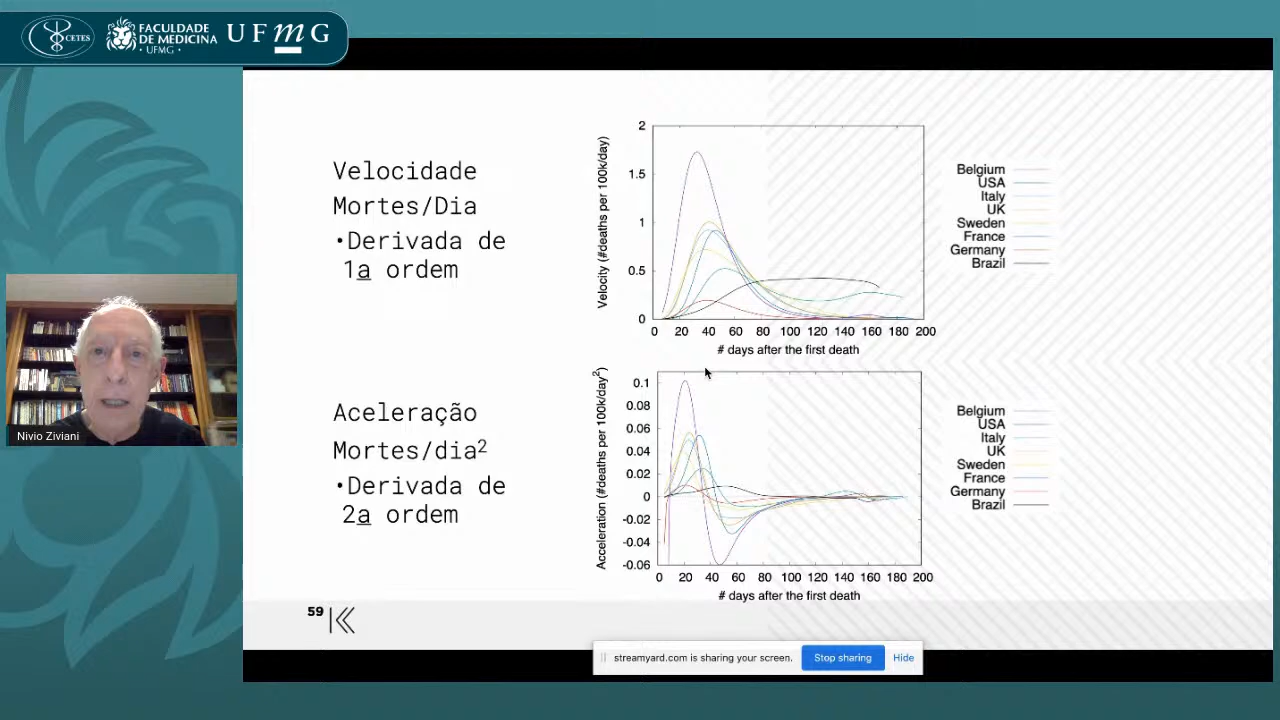 CETES
FACULDADE
DE MEDICINA
• UFMG •
UFmG
Velocidade
Mortes/Dia
•Derivada de
1a ordem
2
1.5
1
0.5
0
Velocity (#deaths per 100k/day)
0 20 40 60 80 100 120 140 160 180 200
# days after the first death
Belgium
USA
Italy
UK
Sweden
France
Germany
Brazil
Nivio Ziviani
Aceleração
Mortes/dia²
•Derivada de
2a ordem
0.1
0.08
0.06
0.04
0.02
0
-0.02
-0.04
-0.06
Acceleration (#deaths per 100k/day²)
0 20 40 60 80 100 120 140 160 180 200
# days after the first death
Belgium
USA
Italy
UK
Sweden
France
Germany
Brazil
59
streamyard.com is sharing your screen.
Stop sharing
Hide